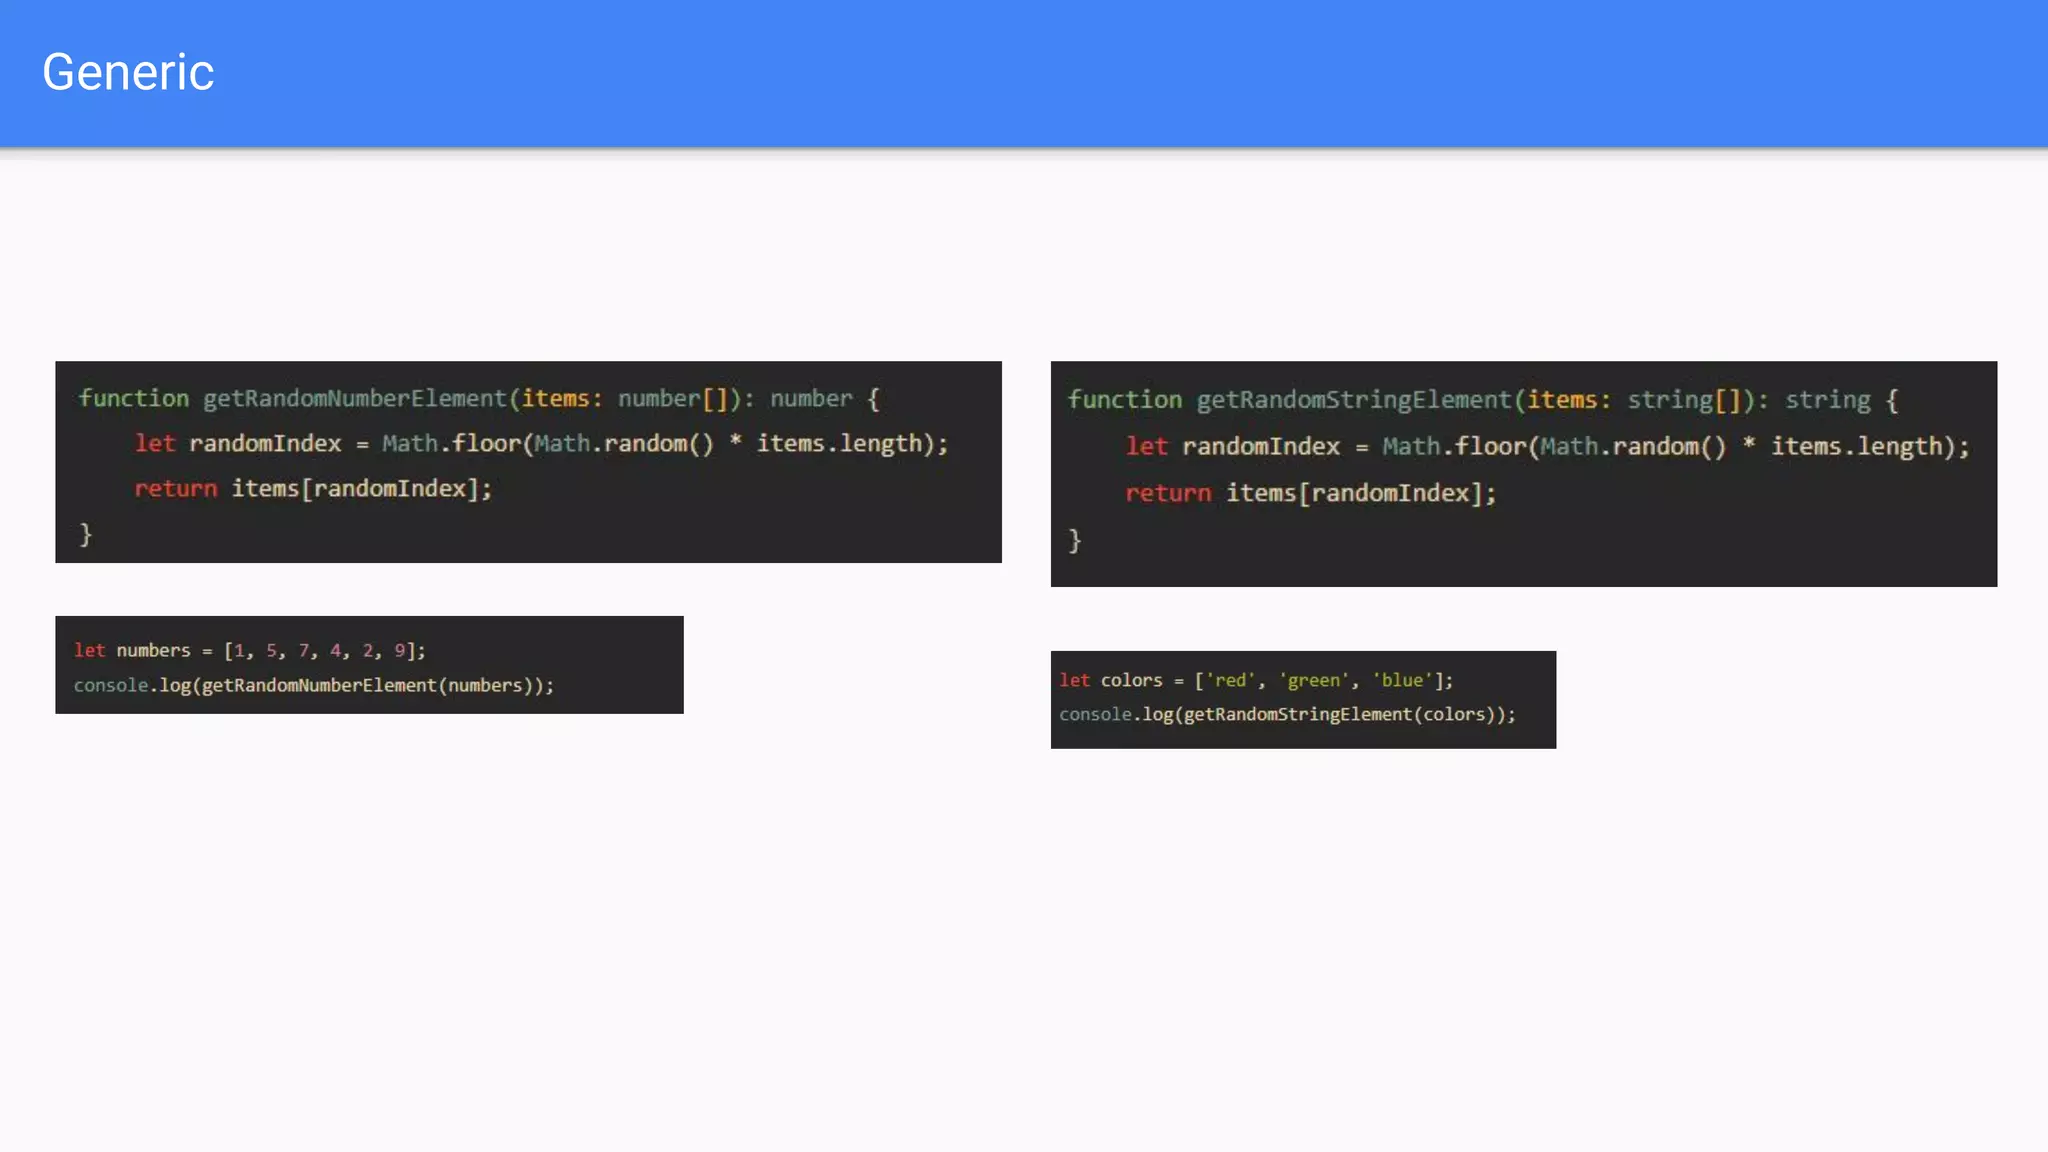 Generic
function getRandomNumberElement(items: number[]): number {
    let randomIndex = Math.floor(Math.random() * items.length);
    return items[randomIndex];
}
let numbers = [1, 5, 7, 4, 2, 9];
console.log(getRandomNumberElement(numbers));
function getRandomStringElement(items: string[]): string {
    let randomIndex = Math.floor(Math.random() * items.length);
    return items[randomIndex];
}
let colors = ['red', 'green', 'blue'];
console.log(getRandomStringElement(colors));